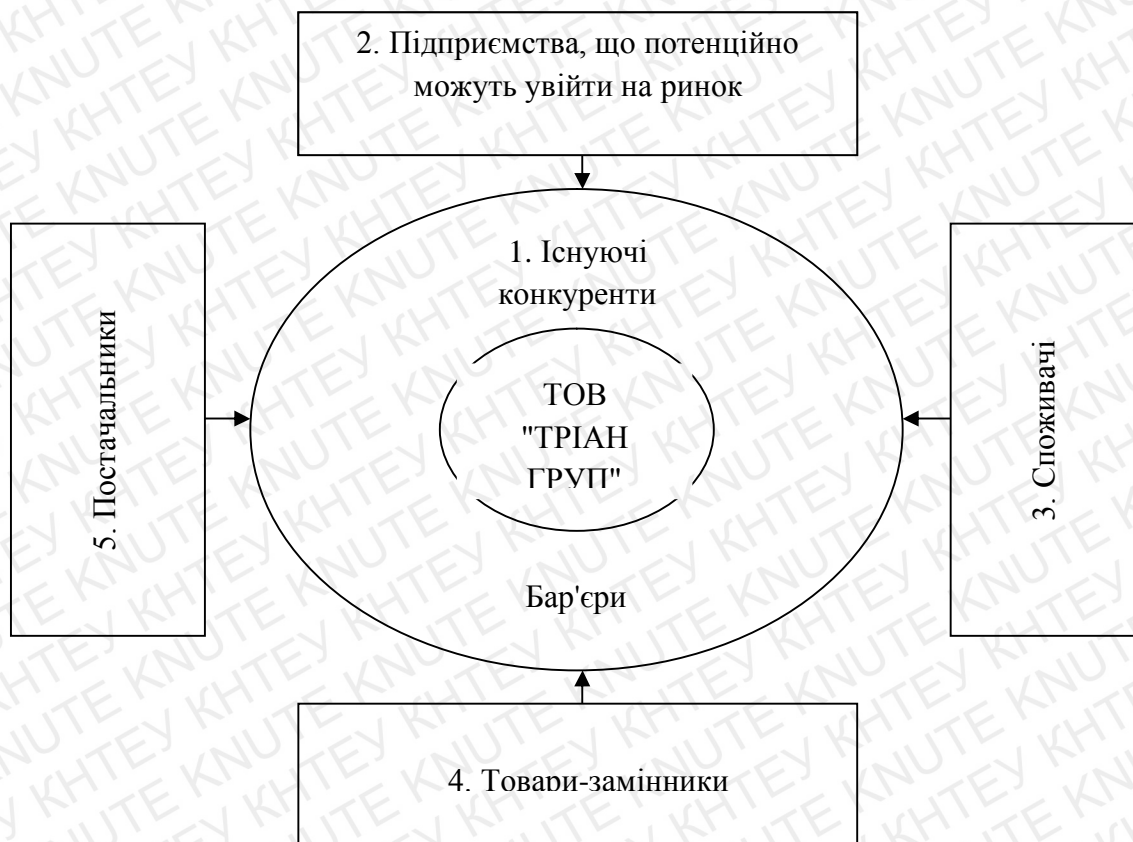 2. Підприємства, що потенційно
можуть увійти на ринок
1. Існуючі
конкуренти
5. Постачальники
ТОВ
"ТРІАН
ГРУП"
3. Споживачі
Бар'єри
4. Товари-замінники